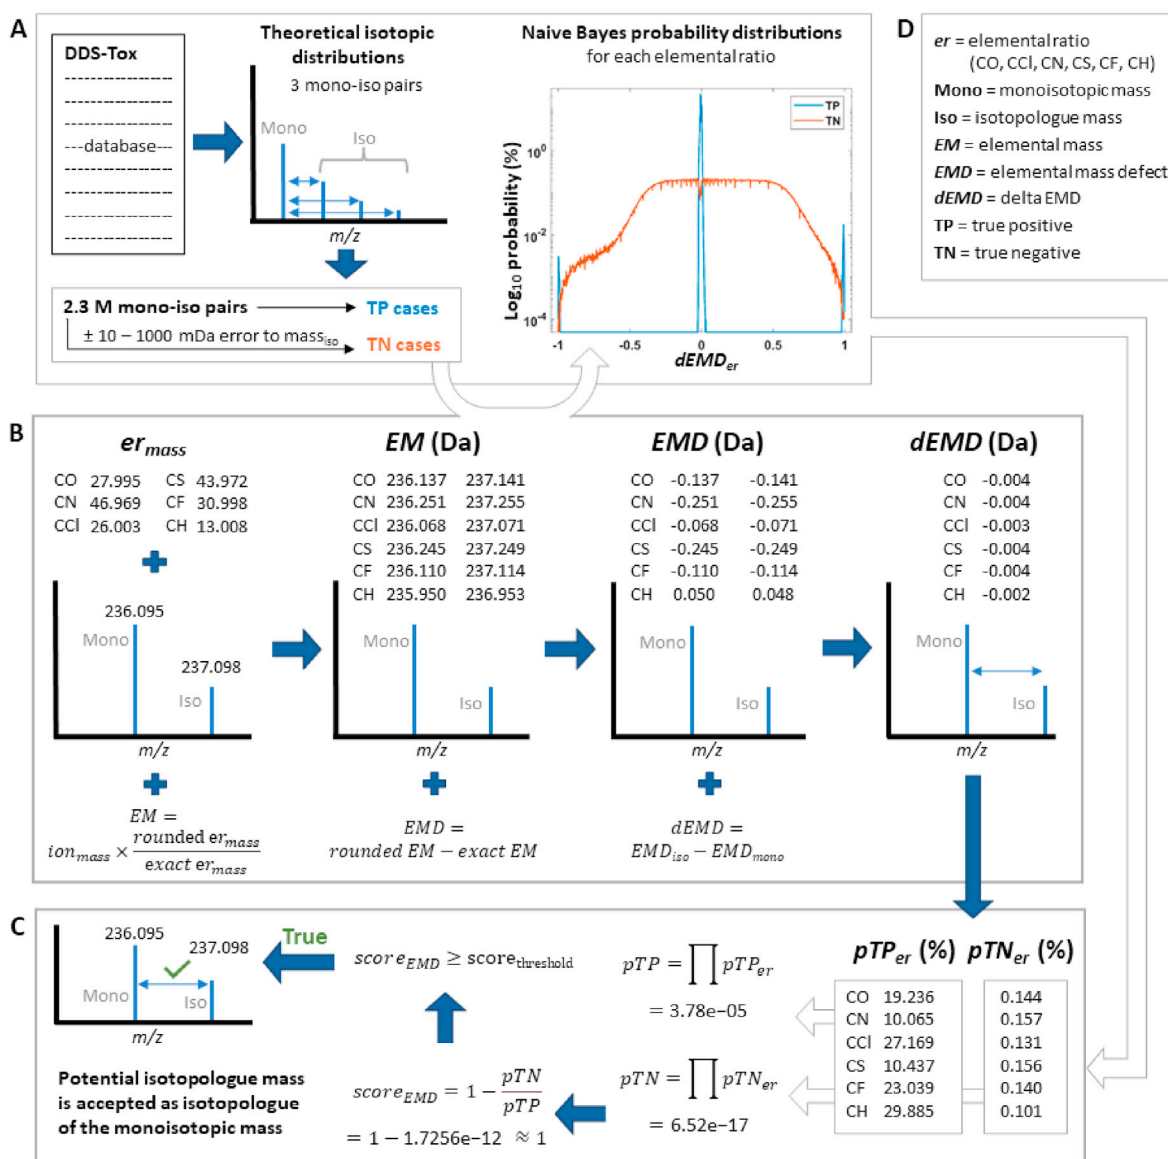 A
DDS-Tox
---database---
Theoretical isotopic
distributions
3 mono-iso pairs
Mono
Iso
m/z
2.3 M mono-iso pairs
TP cases
± 10 – 1000 mDa error to mass_iso
TN cases
Naive Bayes probability distributions
for each elemental ratio
TP
TN
Log₁₀ probability (%)
10⁰
10⁻²
10⁻⁴
-1
-0.5
0
0.5
1
dEMD_er
D
er = elemental ratio
(CO, CCl, CN, CS, CF, CH)
Mono = monoisotopic mass
Iso = isotopologue mass
EM = elemental mass
EMD = elemental mass defect
dEMD = delta EMD
TP = true positive
TN = true negative
B
er_mass
CO 27.995 CS 43.972
CN 46.969 CF 30.998
CCl 26.003 CH 13.008
236.095
Mono
237.098
Iso
m/z
EM =
ion_mass × rounded er_mass / exact er_mass
EM (Da)
CO 236.137 237.141
CN 236.251 237.255
CCl 236.068 237.071
CS 236.245 237.249
CF 236.110 237.114
CH 235.950 236.953
Mono
Iso
m/z
EMD =
rounded EM − exact EM
EMD (Da)
CO -0.137 -0.141
CN -0.251 -0.255
CCl -0.068 -0.071
CS -0.245 -0.249
CF -0.110 -0.114
CH 0.050 0.048
Mono
Iso
m/z
dEMD =
EMD_iso − EMD_mono
dEMD (Da)
CO -0.004
CN -0.004
CCl -0.003
CS -0.004
CF -0.004
CH -0.002
Mono
Iso
m/z
C
236.095
237.098
Mono
Iso
m/z
Potential isotopologue mass
is accepted as isotopologue
of the monoisotopic mass
True
score_EMD ≥ score_threshold
score_EMD = 1 − pTN / pTP
= 1 − 1.7256e−12 ≈ 1
pTP = ∏ pTP_er
= 3.78e−05
pTN = ∏ pTN_er
= 6.52e−17
pTP_er (%) pTN_er (%)
CO 19.236 0.144
CN 10.065 0.157
CCl 27.169 0.131
CS 10.437 0.156
CF 23.039 0.140
CH 29.885 0.101